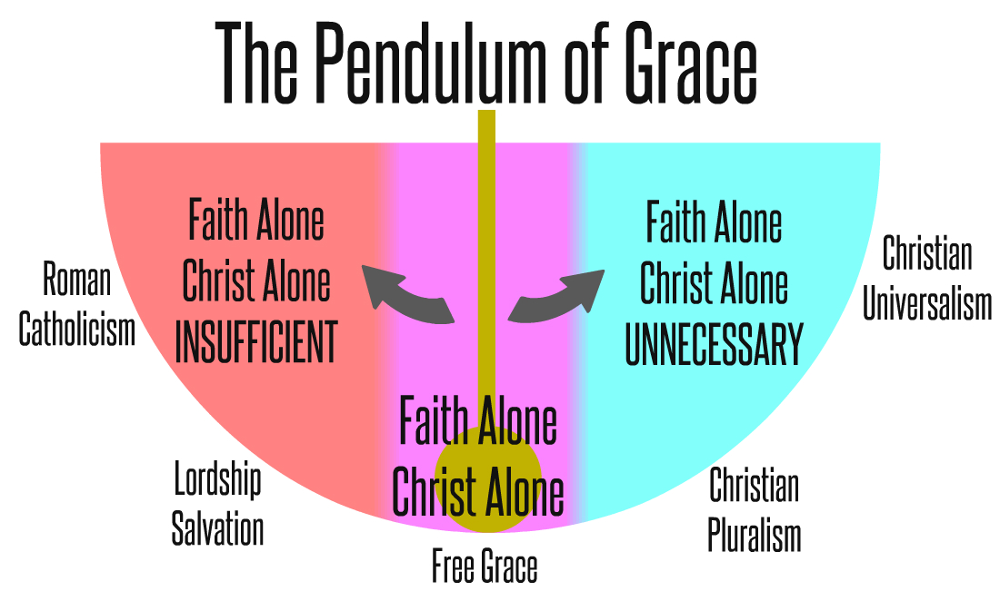 The Pendulum of Grace
Faith Alone
Christ Alone
INSUFFICIENT
Faith Alone
Christ Alone
UNNECESSARY
Roman
Catholicism
Christian
Universalism
Faith Alone
Christ Alone
Lordship
Salvation
Christian
Pluralism
Free Grace